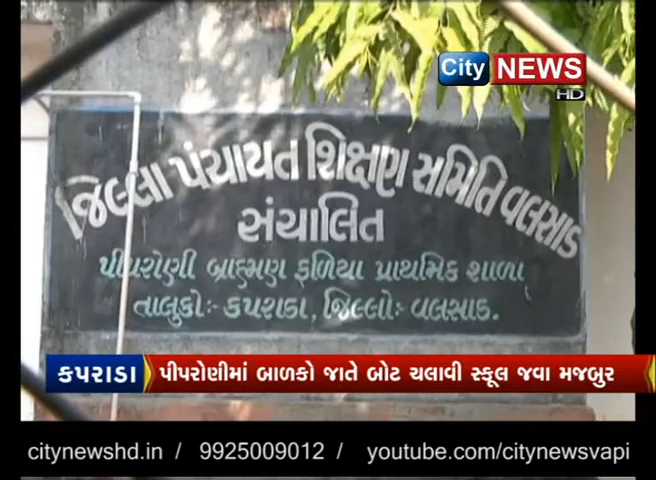 City NEWS
HD
જિલ્લા પંચાયત શિક્ષણ સમિતિ વલસાડ
સંચાલિત
પીપરોણી બ્રાહ્મણ ફળિયા પ્રાથમિક શાળા
તાલુકો:- કપરાડા, જિલ્લો:- વલસાડ.
કપરાડા
પીપરોણીમાં બાળકો જાતે બોટ ચલાવી સ્કૂલ જવા મજબુર
citynewshd.in / 9925009012 / youtube.com/citynewsvapi